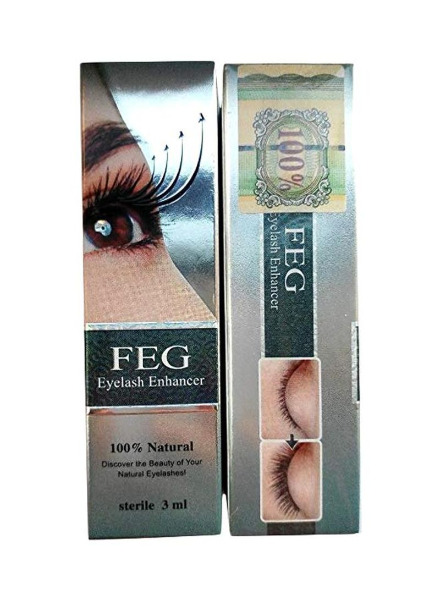 FEG
Eyelash Enhancer
100% Natural
Discover the Beauty of Your
Natural Eyelashes!
sterile 3 ml
100%
FEG
Eyelash Enhancer